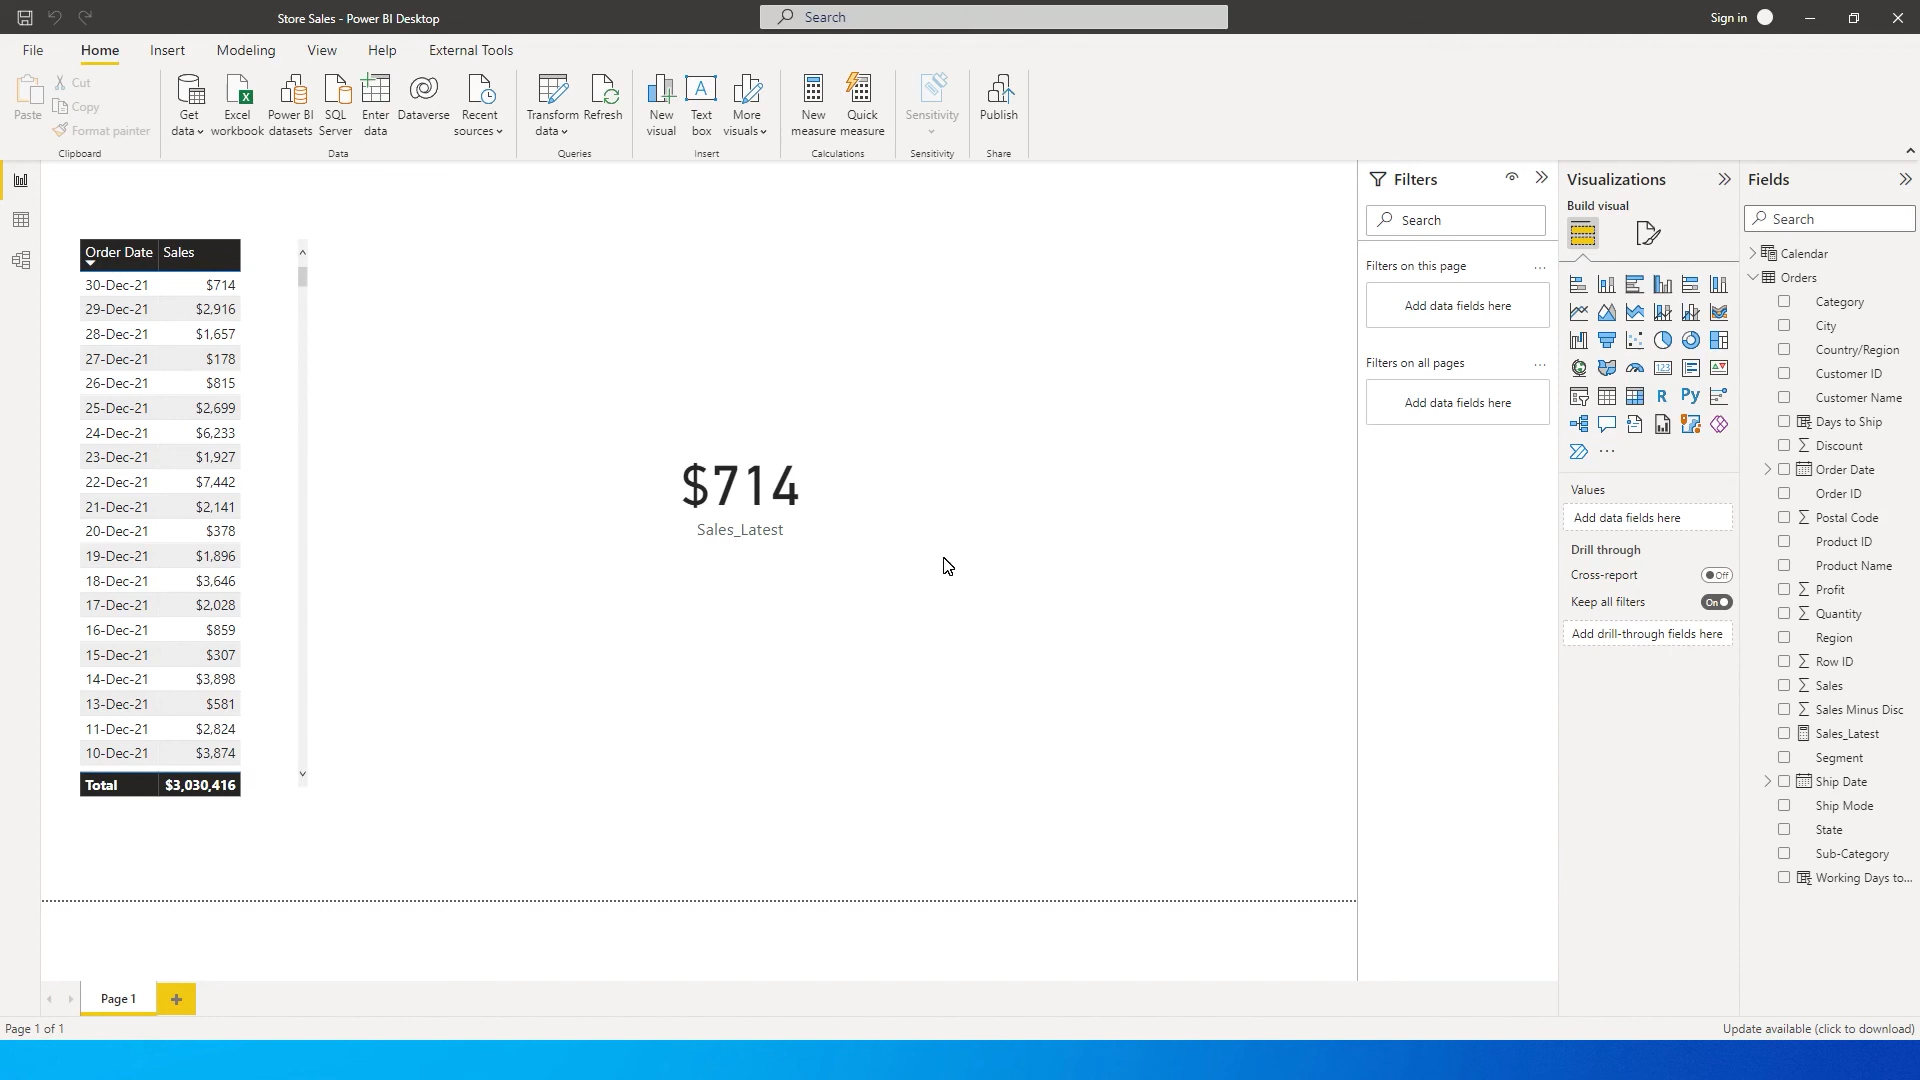 Store Sales - Power BI Desktop
Search
Sign in
File Home Insert Modeling View Help External Tools
Paste
Cut
Copy
Format painter
Clipboard
Get data
Excel workbook
Power BI datasets
SQL Server
Enter data
Dataverse
Recent sources
Data
Transform data
Refresh
Queries
New visual
A
Text box
More visuals
Insert
New measure
Quick measure
Calculations
Sensitivity
Sensitivity
Publish
Share
Order Date Sales
30-Dec-21 $714
29-Dec-21 $2,916
28-Dec-21 $1,657
27-Dec-21 $178
26-Dec-21 $815
25-Dec-21 $2,699
24-Dec-21 $6,233
23-Dec-21 $1,927
22-Dec-21 $7,442
21-Dec-21 $2,141
20-Dec-21 $378
19-Dec-21 $1,896
18-Dec-21 $3,646
17-Dec-21 $2,028
16-Dec-21 $859
15-Dec-21 $307
14-Dec-21 $3,898
13-Dec-21 $581
11-Dec-21 $2,824
10-Dec-21 $3,874
Total $3,030,416
$714
Sales_Latest
Filters
Search
Filters on this page ...
Add data fields here
Filters on all pages ...
Add data fields here
Visualizations
Build visual
123
R Py
...
Values
Add data fields here
Drill through
Cross-report Off
Keep all filters On
Add drill-through fields here
Fields
Search
Calendar
Orders
Category
City
Country/Region
Customer ID
Customer Name
Days to Ship
Discount
Order Date
Order ID
Postal Code
Product ID
Product Name
Profit
Quantity
Region
Row ID
Sales
Sales Minus Disc
Sales_Latest
Segment
Ship Date
Ship Mode
State
Sub-Category
Working Days to...
Page 1
Page 1 of 1
Update available (click to download)